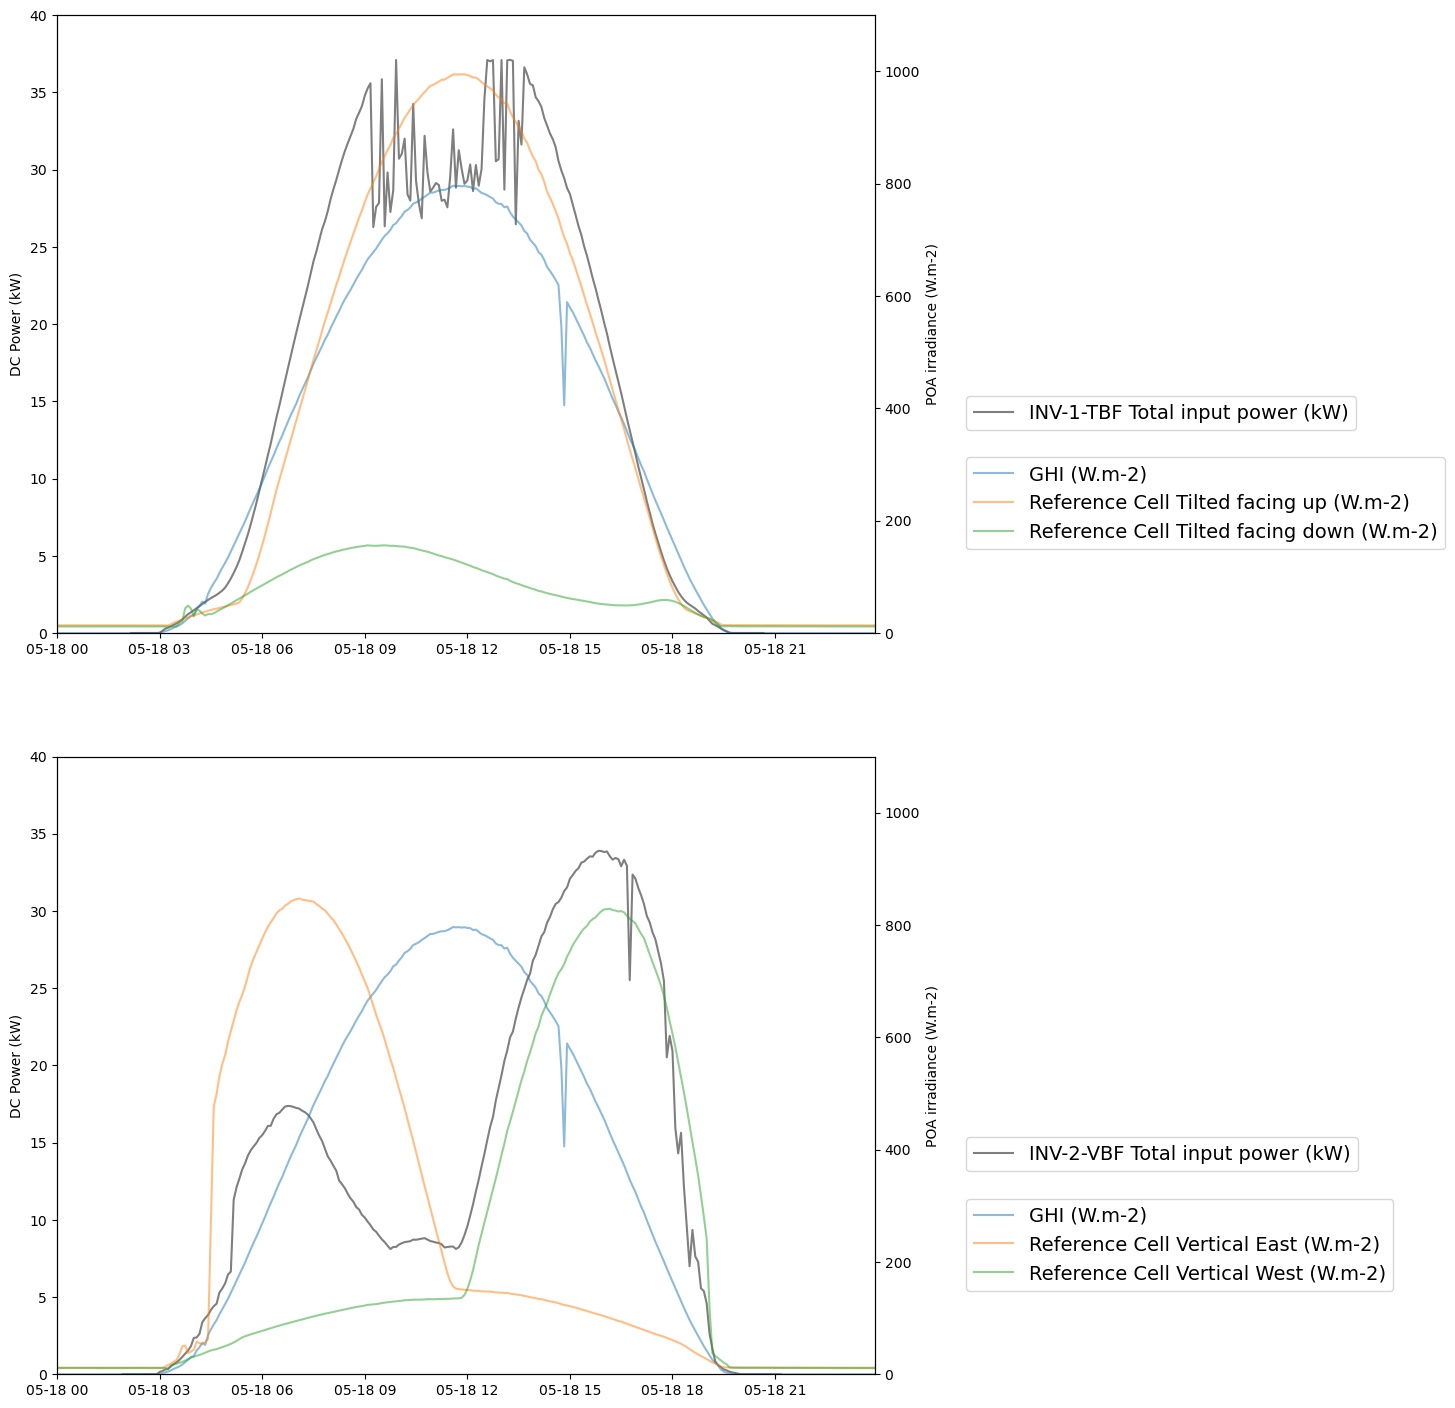 40
35
30
25
20
15
10
5
0
DC Power (kW)
1000
800
600
400
200
0
POA irradiance (W.m-2)
05-18 00 05-18 03 05-18 06 05-18 09 05-18 12 05-18 15 05-18 18 05-18 21
INV-1-TBF Total input power (kW)
GHI (W.m-2)
Reference Cell Tilted facing up (W.m-2)
Reference Cell Tilted facing down (W.m-2)
40
35
30
25
20
15
10
5
0
DC Power (kW)
1000
800
600
400
200
0
POA irradiance (W.m-2)
05-18 00 05-18 03 05-18 06 05-18 09 05-18 12 05-18 15 05-18 18 05-18 21
INV-2-VBF Total input power (kW)
GHI (W.m-2)
Reference Cell Vertical East (W.m-2)
Reference Cell Vertical West (W.m-2)